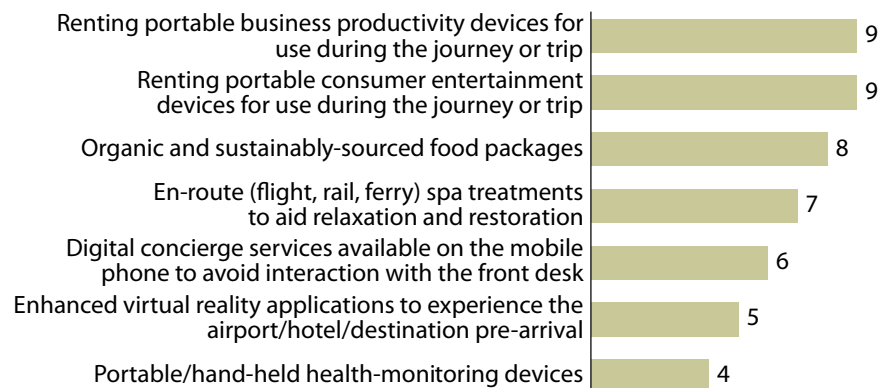 Renting portable business productivity devices for
use during the journey or trip
9
Renting portable consumer entertainment
devices for use during the journey or trip
9
Organic and sustainably-sourced food packages
8
En-route (flight, rail, ferry) spa treatments
to aid relaxation and restoration
7
Digital concierge services available on the mobile
phone to avoid interaction with the front desk
6
Enhanced virtual reality applications to experience the
airport/hotel/destination pre-arrival
5
Portable/hand-held health-monitoring devices
4